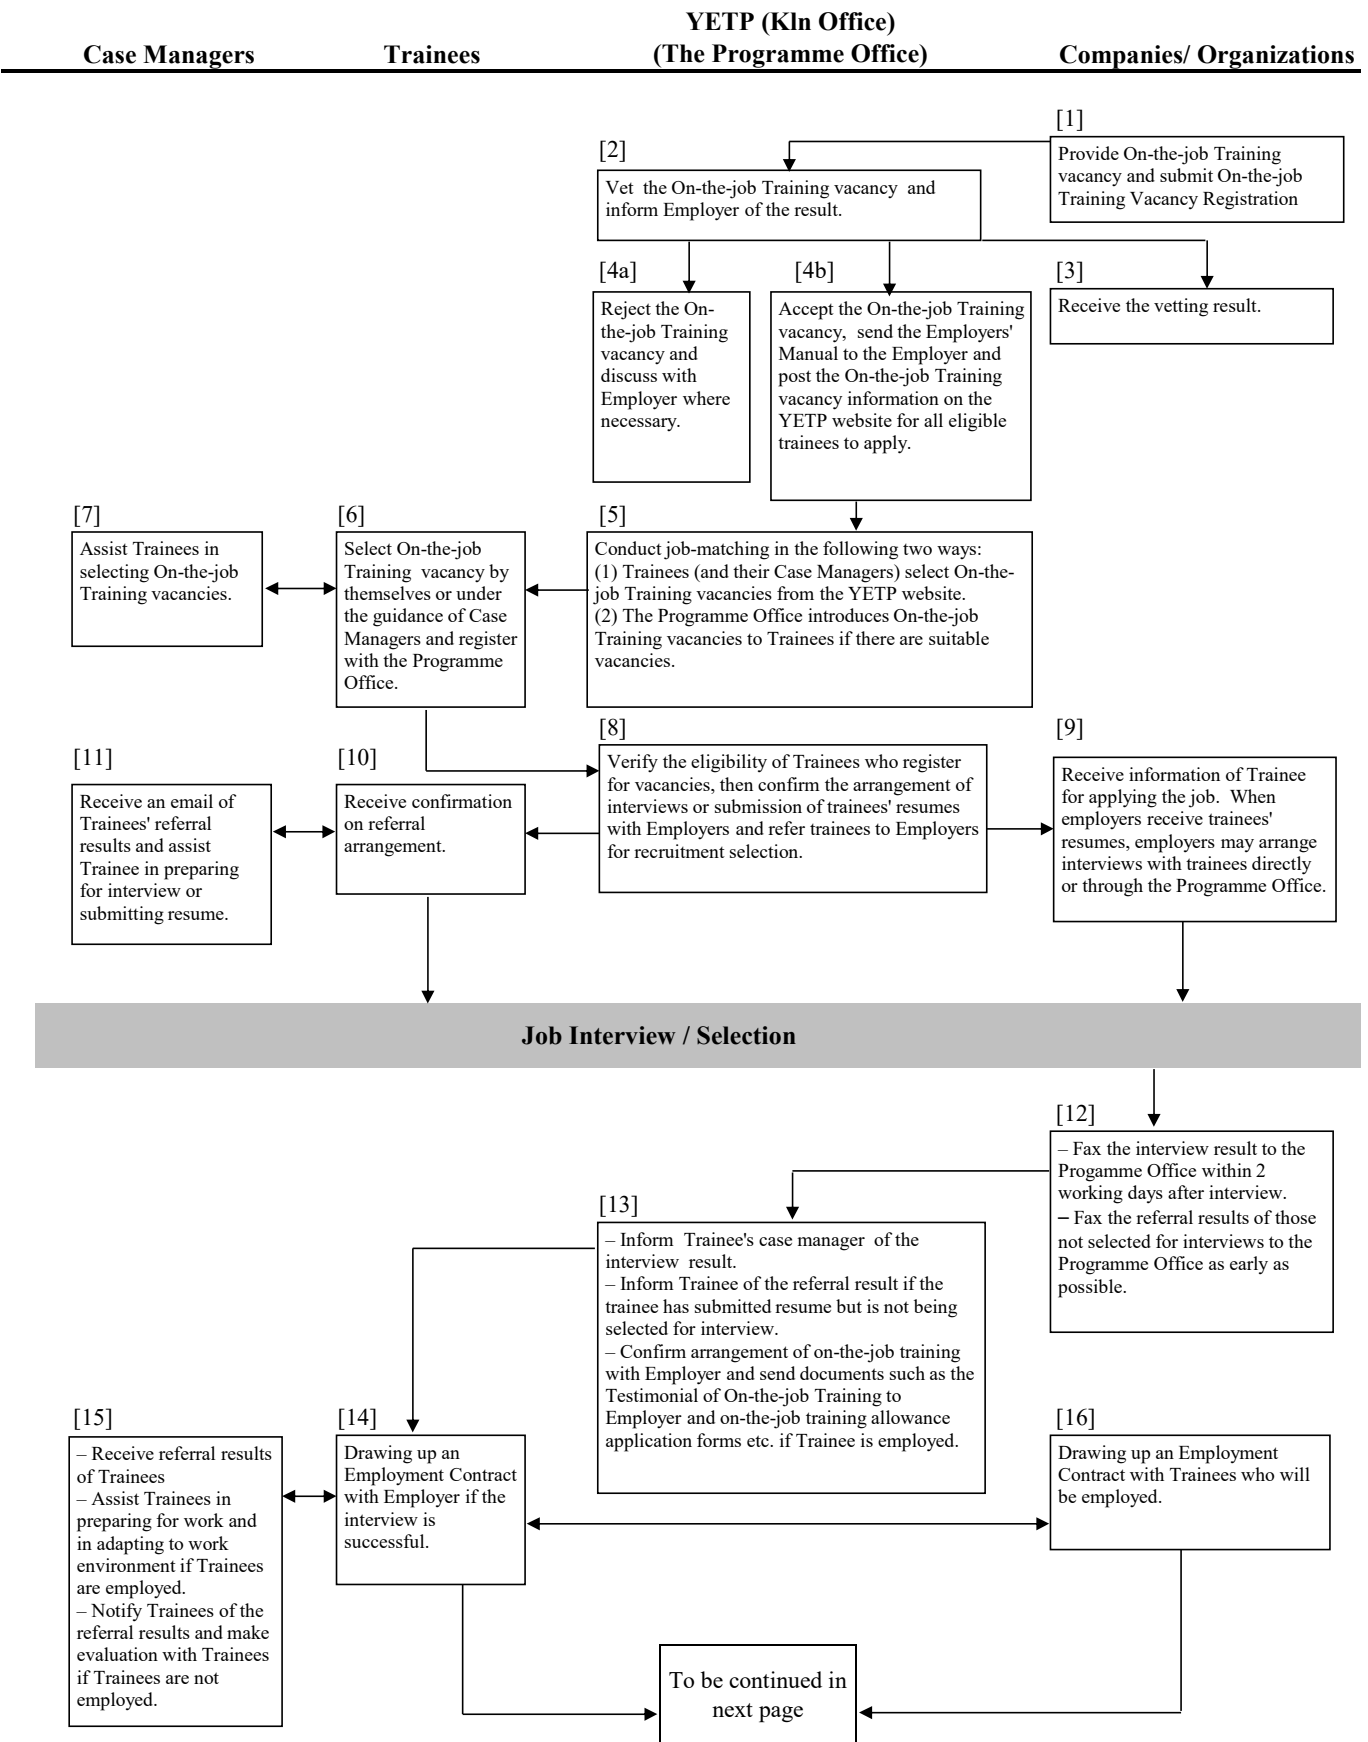 YETP (Kln Office)
Case Managers
Trainees
(The Programme Office)
Companies/ Organizations
[1]
Provide On-the-job Training
vacancy and submit On-the-job
Training Vacancy Registration
[2]
Vet  the On-the-job Training vacancy  and
inform Employer of the result.
[4a]
Reject the On-
the-job Training
vacancy and
discuss with
Employer where
necessary.
[4b]
Accept the On-the-job Training
vacancy,  send the Employers'
Manual to the Employer and
post the On-the-job Training
vacancy information on the
YETP website for all eligible
trainees to apply.
[3]
Receive the vetting result.
[7]
Assist Trainees in
selecting On-the-job
Training vacancies.
[6]
Select On-the-job
Training  vacancy by
themselves or under
the guidance of Case
Managers and register
with the Programme
Office.
[5]
Conduct job-matching in the following two ways:
(1) Trainees (and their Case Managers) select On-the-
job Training vacancies from the YETP website.
(2) The Programme Office introduces On-the-job
Training vacancies to Trainees if there are suitable
vacancies.
[11]
Receive an email of
Trainees' referral
results and assist
Trainee in preparing
for interview or
submitting resume.
[10]
Receive confirmation
on referral
arrangement.
[8]
Verify the eligibility of Trainees who register
for vacancies, then confirm the arrangement of
interviews or submission of trainees' resumes
with Employers and refer trainees to Employers
for recruitment selection.
[9]
Receive information of Trainee
for applying the job.  When
employers receive trainees'
resumes, employers may arrange
interviews with trainees directly
or through the Programme Office.
Job Interview / Selection
[12]
– Fax the interview result to the
Progamme Office within 2
working days after interview.
– Fax the referral results of those
not selected for interviews to the
Programme Office as early as
possible.
[13]
– Inform  Trainee's case manager  of the
interview  result.
– Inform Trainee of the referral result if the
trainee has submitted resume but is not being
selected for interview.
– Confirm arrangement of on-the-job training
with Employer and send documents such as the
Testimonial of On-the-job Training to
Employer and on-the-job training allowance
application forms etc. if Trainee is employed.
[15]
– Receive referral results
of Trainees
– Assist Trainees in
preparing for work and
in adapting to work
environment if Trainees
are employed.
– Notify Trainees of the
referral results and make
evaluation with Trainees
if Trainees are not
employed.
[14]
Drawing up an
Employment Contract
with Employer if the
interview is
successful.
[16]
Drawing up an Employment
Contract with Trainees who will
be employed.
To be continued in
next page